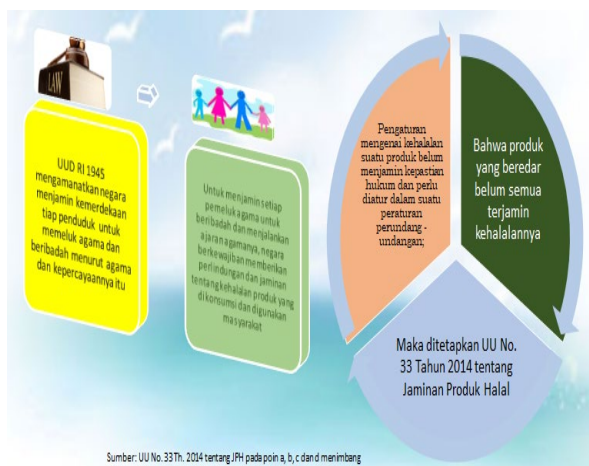 LAW
UUD RI 1945
mengamanatkan negara
menjamin kemerdekaan
tiap penduduk untuk
memeluk agama dan
beribadah menurut agama
dan kepercayaannya itu
Untuk menjamin setiap
pemeluk agama untuk
beribadah dan menjalankan
ajaran agamanya, negara
berkewajiban memberikan
perlindungan dan jaminan
tentang kehalalan produk yang
di konsumsi dan digunakan
masyarakat
Pengaturan
mengenai kehalalan
suatu produk belum
menjamin kepastian
hukum dan perlu
diatur dalam suatu
peraturan
perundang -
undangan;
Bahwa produk
yang beredar
belum semua
terjamin
kehalalannya
Maka ditetapkan UU No.
33 Tahun 2014 tentang
Jaminan Produk Halal
Sumber: UU No. 33 Th. 2014 tentang JPH pada poin a, b, c dan d menimbang